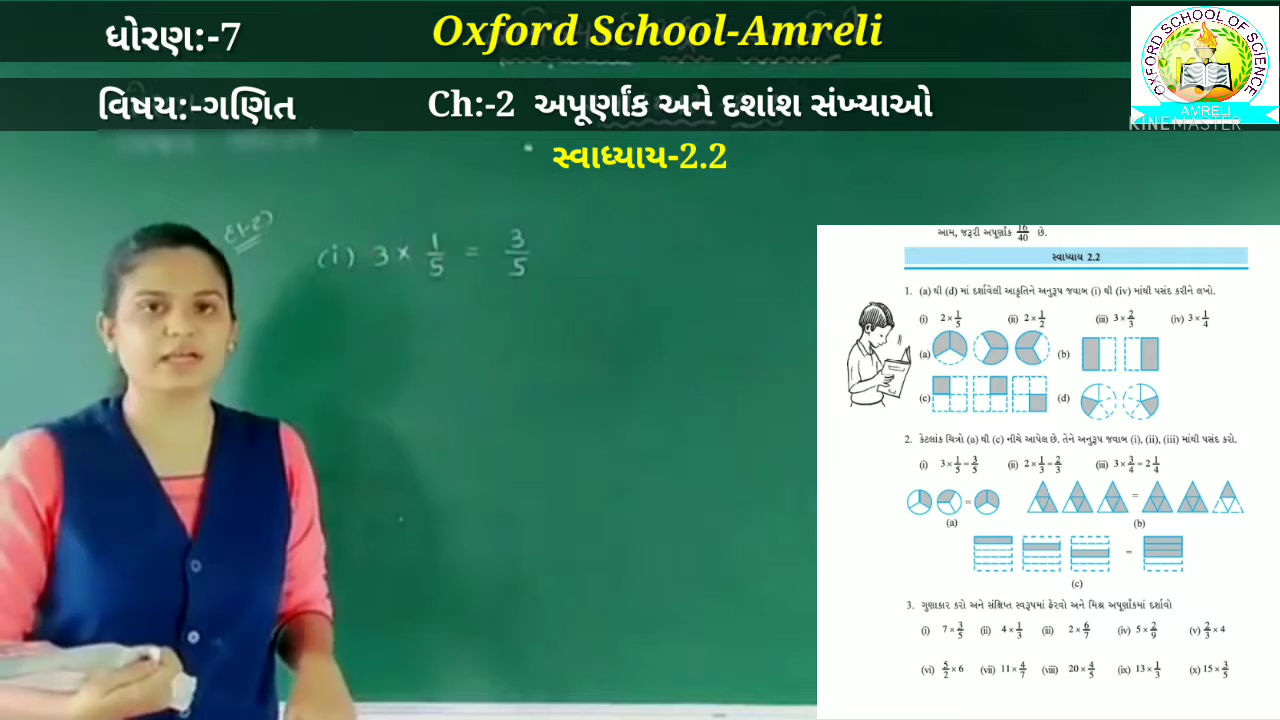 ધોરણ:-7
Oxford School-Amreli
OXFORD SCHOOL OF SCIENCE
AMRELI
વિષય:-ગણિત
Ch:-2 અપૂર્ણાંક અને દશાંશ સંખ્યાઓ
KINEMASTER
સ્વાધ્યાય-2.2
(i) 3 × 1/5 = 3/5
આમ, જરૂરી અપૂર્ણાંક 16/40 છે.
સ્વાધ્યાય 2.2
1. (a) થી (d) માં દર્શાવેલી આકૃતિને અનુરૂપ જવાબ (i) થી (iv) માંથી પસંદ કરીને લખો.
(i) 2 × 1/5 (ii) 2 × 1/2 (iii) 3 × 2/3 (iv) 3 × 1/4
(a) (b)
(c) (d)
2. કેટલાંક ચિત્રો (a) થી (c) નીચે આપેલ છે. તેને અનુરૂપ જવાબ (i), (ii), (iii) માંથી પસંદ કરો.
(i) 3 × 1/5 = 3/5 (ii) 2 × 1/3 = 2/3 (iii) 3 × 3/4 = 2 1/4
= =
(a) (b)
=
(c)
3. ગુણાકાર કરો અને સંક્ષિપ્ત સ્વરૂપમાં ફેરવો અને મિશ્ર અપૂર્ણાંકમાં દર્શાવો
(i) 7 × 3/5 (ii) 4 × 1/3 (iii) 2 × 6/7 (iv) 5 × 2/9 (v) 2/3 × 4
(vi) 5/2 × 6 (vii) 11 × 4/7 (viii) 20 × 4/5 (ix) 13 × 1/3 (x) 15 × 3/5